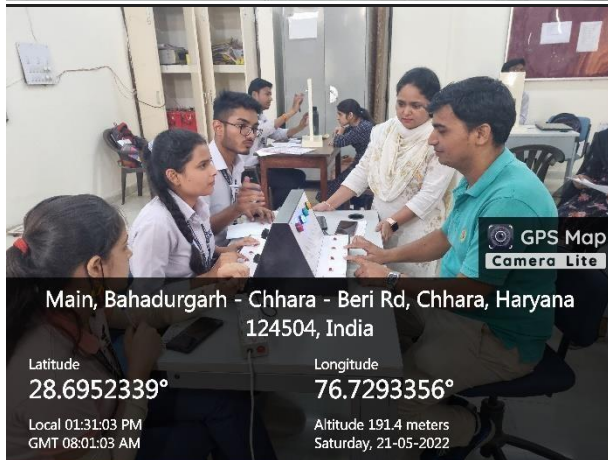 GPS Map
Camera Lite
Main, Bahadurgarh - Chhara - Beri Rd, Chhara, Haryana
124504, India
Latitude
28.6952339°
Longitude
76.7293356°
Local 01:31:03 PM
GMT 08:01:03 AM
Altitude 191.4 meters
Saturday, 21-05-2022